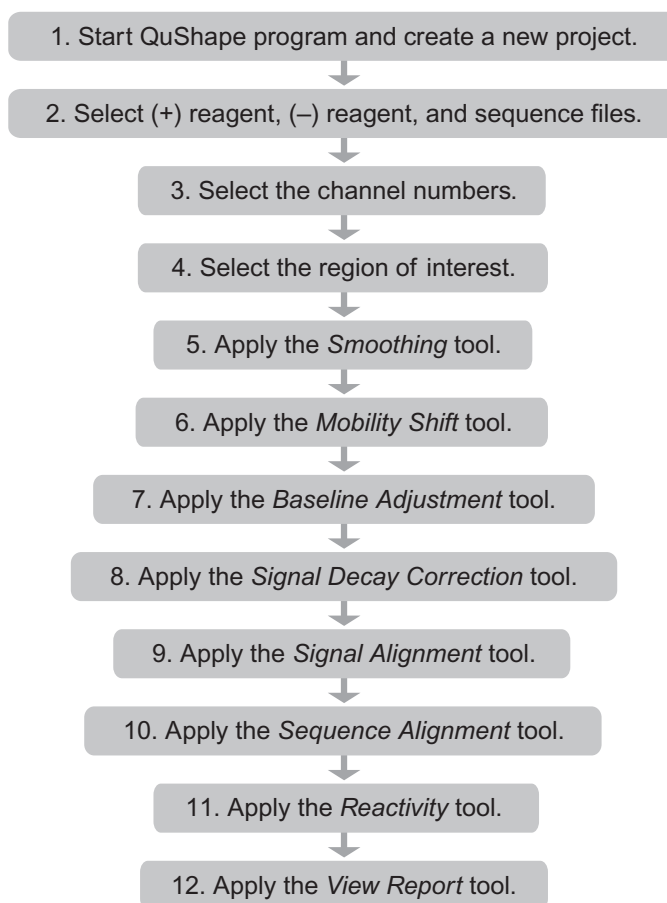 1. Start QuShape program and create a new project.
2. Select (+) reagent, (–) reagent, and sequence files.
3. Select the channel numbers.
4. Select the region of interest.
5. Apply the Smoothing tool.
6. Apply the Mobility Shift tool.
7. Apply the Baseline Adjustment tool.
8. Apply the Signal Decay Correction tool.
9. Apply the Signal Alignment tool.
10. Apply the Sequence Alignment tool.
11. Apply the Reactivity tool.
12. Apply the View Report tool.